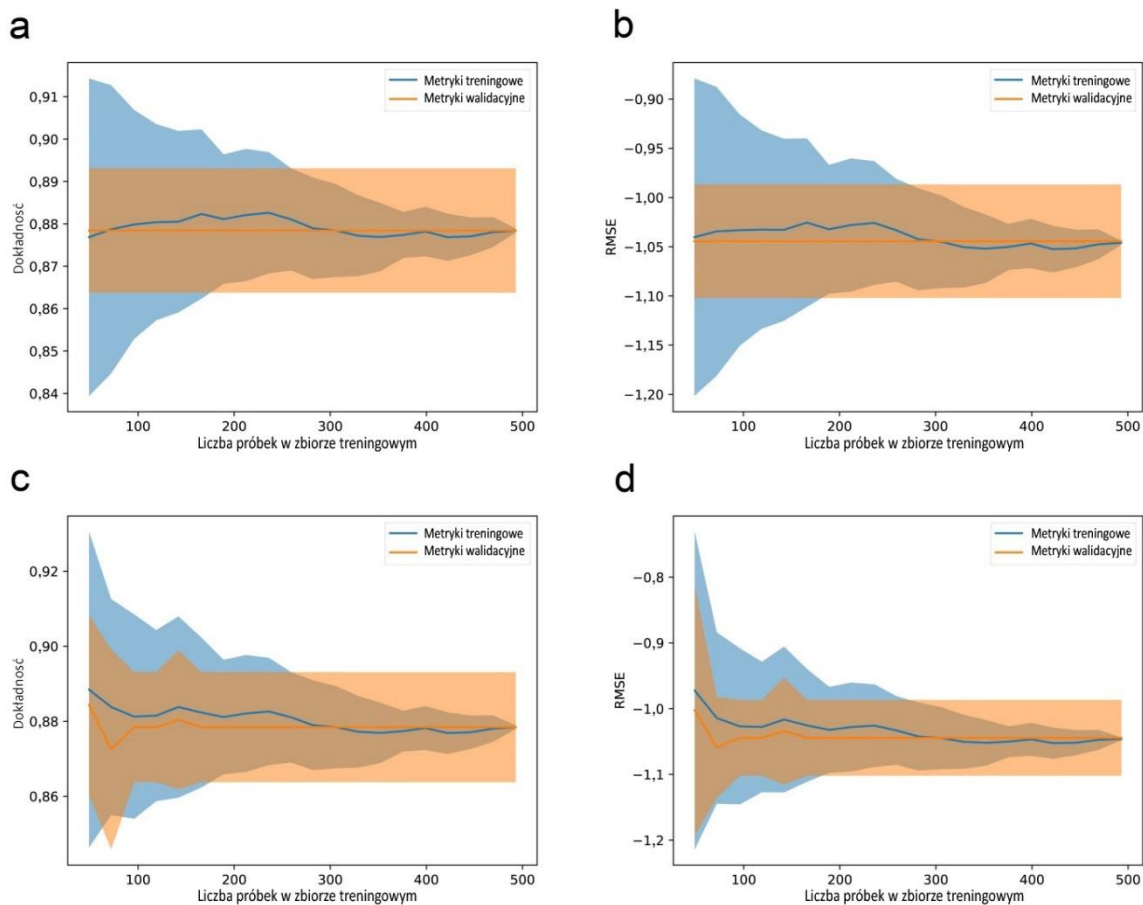 a
Metryki treningowe
Metryki walidacyjne
0,91
0,90
0,89
0,88
0,87
0,86
0,85
0,84
Dokładność
100
200
300
400
500
Liczba próbek w zbiorze treningowym
b
Metryki treningowe
Metryki walidacyjne
−0,90
−0,95
−1,00
−1,05
−1,10
−1,15
−1,20
RMSE
100
200
300
400
500
Liczba próbek w zbiorze treningowym
c
Metryki treningowe
Metryki walidacyjne
0,92
0,90
0,88
0,86
Dokładność
100
200
300
400
500
Liczba próbek w zbiorze treningowym
d
Metryki treningowe
Metryki walidacyjne
−0,8
−0,9
−1,0
−1,1
−1,2
RMSE
100
200
300
400
500
Liczba próbek w zbiorze treningowym